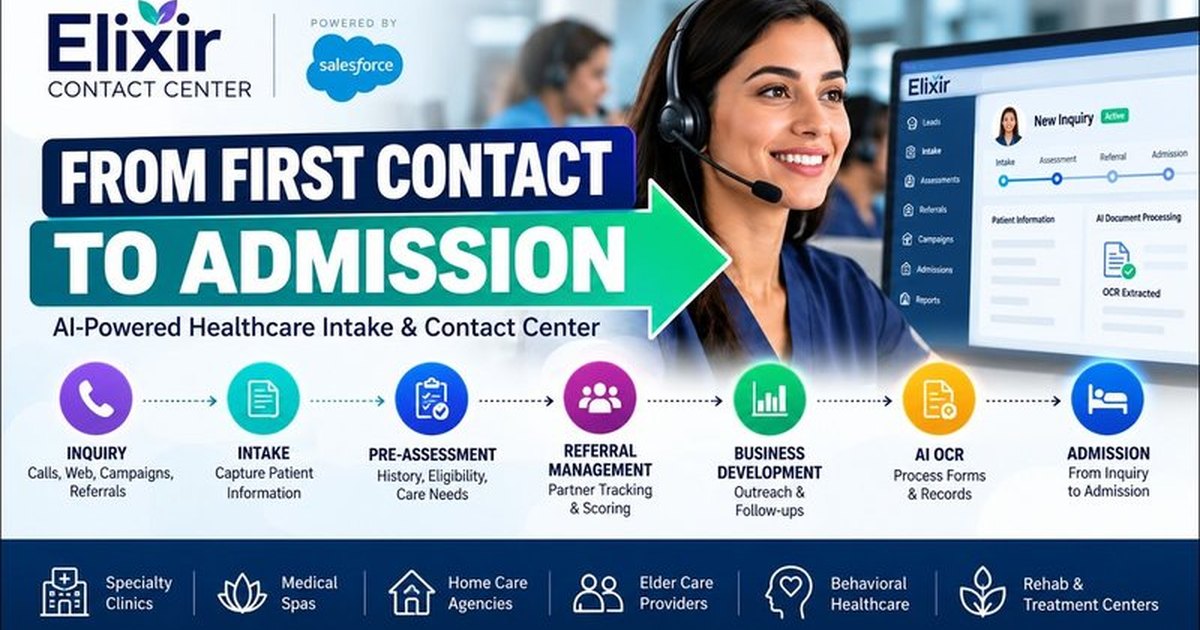 Elixir
CONTACT CENTER
POWERED BY
salesforce
FROM FIRST CONTACT
TO ADMISSION
AI-Powered Healthcare Intake & Contact Center
Elixir
Leads
Intake
Assessments
Referrals
Campaigns
Admissions
Reports
New Inquiry
Active
Intake
Assessment
Referral
Admission
Patient Information
AI Document Processing
OCR Extracted
INQUIRY
Calls, Web, Campaigns,
Referrals
INTAKE
Capture Patient
Information
PRE-ASSESSMENT
History, Eligibility,
Care Needs
REFERRAL
MANAGEMENT
Partner Tracking
& Scoring
BUSINESS
DEVELOPMENT
Outreach &
Follow-ups
AI OCR
Process Forms
& Records
ADMISSION
From Inquiry
to Admission
Specialty
Clinics
Medical
Spas
Home Care
Agencies
Elder Care
Providers
Behavioral
Healthcare
Rehab &
Treatment Centers